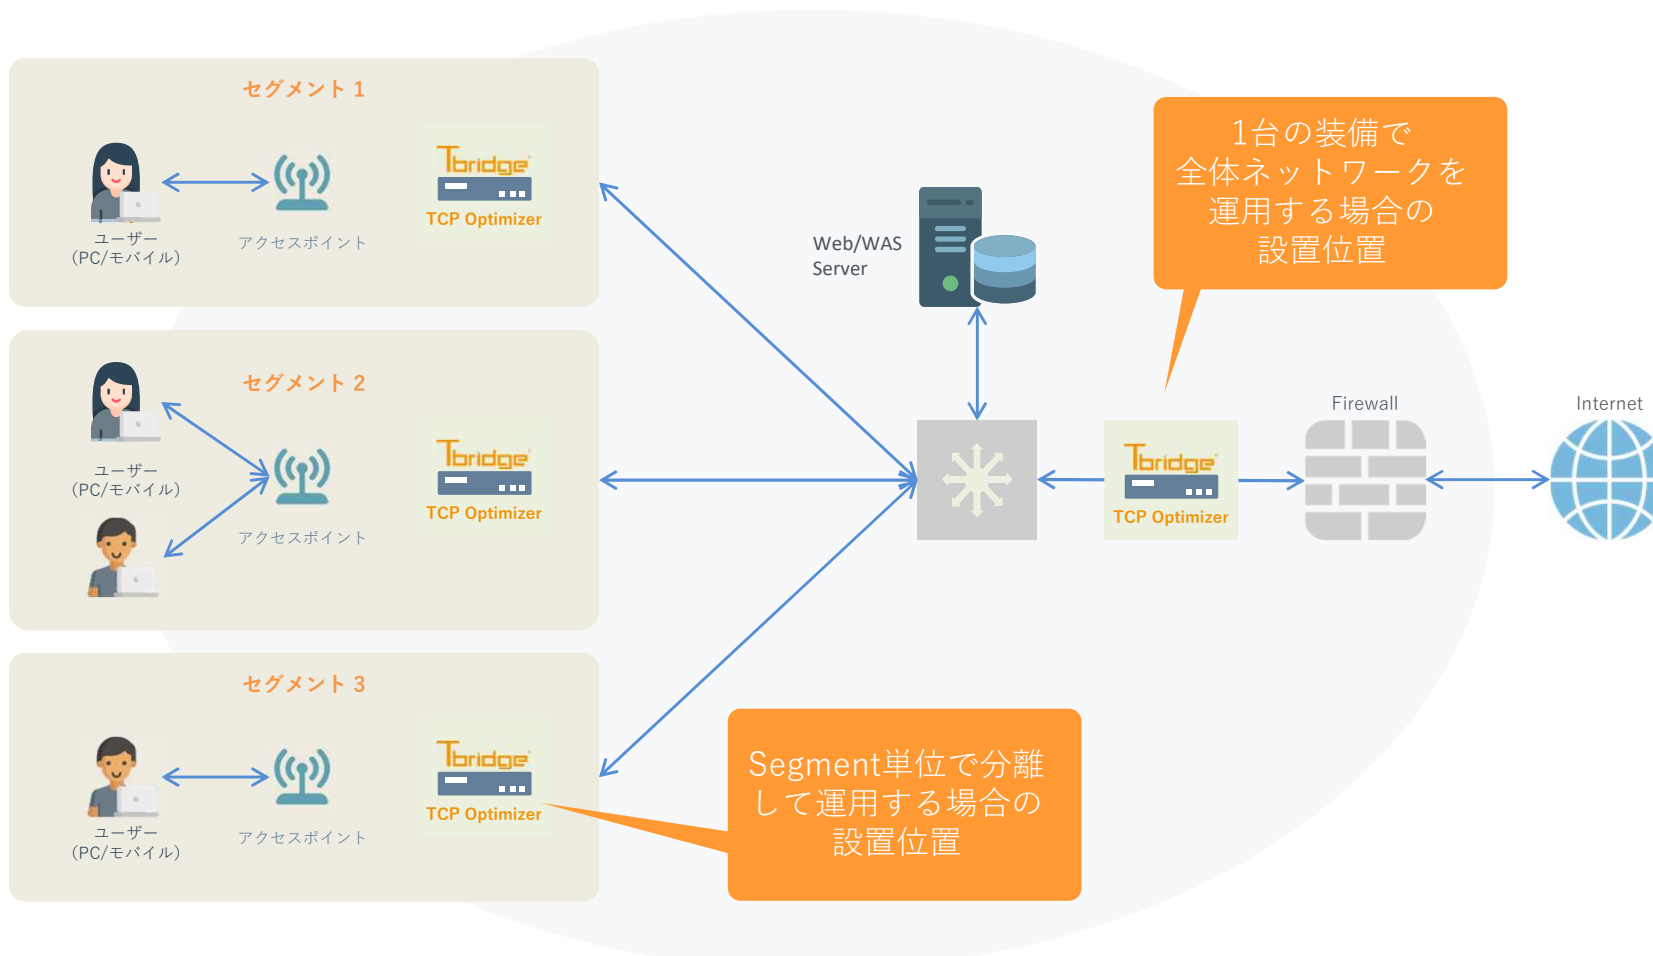 セグメント 1
Tbridge®
TCP Optimizer
ユーザー
(PC/モバイル)
アクセスポイント
セグメント 2
ユーザー
(PC/モバイル)
アクセスポイント
Tbridge®
TCP Optimizer
セグメント 3
Tbridge®
TCP Optimizer
ユーザー
(PC/モバイル)
アクセスポイント
Web/WAS
Server
1台の装備で
全体ネットワークを
運用する場合の
設置位置
Tbridge®
TCP Optimizer
Firewall
Internet
Segment単位で分離
して運用する場合の
設置位置